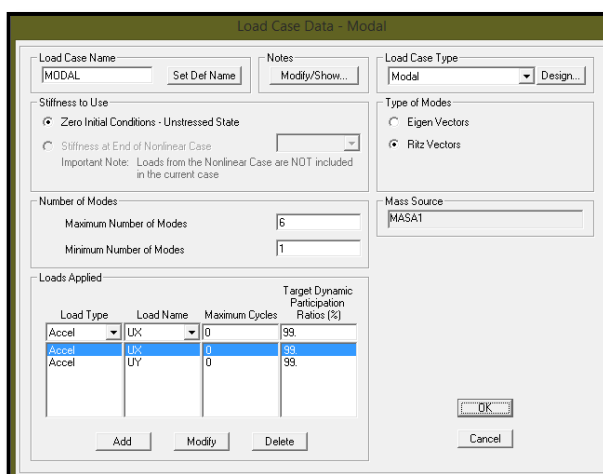 Load Case Data - Modal
Load Case Name
MODAL
Set Def Name
Notes
Modify/Show...
Load Case Type
Modal
Design...
Stiffness to Use
Zero Initial Conditions - Unstressed State
Stiffness at End of Nonlinear Case
Important Note: Loads from the Nonlinear Case are NOT included
in the current case
Type of Modes
Eigen Vectors
Ritz Vectors
Number of Modes
Maximum Number of Modes 6
Minimum Number of Modes 1
Mass Source
MASA1
Loads Applied
Target Dynamic
Participation
Load Type Load Name Maximum Cycles Ratios (%)
Accel UX 0 99.
Accel UX 0 99.
Accel UY 0 99.
Add Modify Delete
OK
Cancel